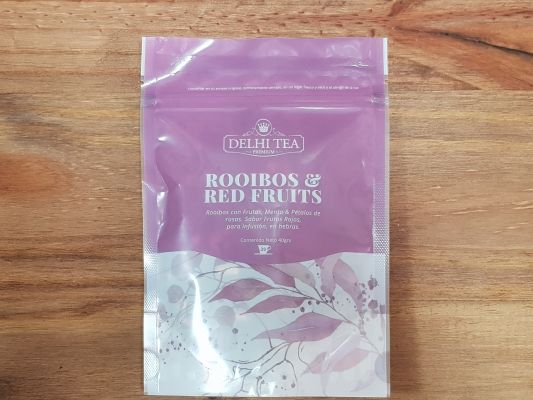 DELHI TEA
PREMIUM
ROOIBOS &
RED FRUITS
Rooibos con Frutas, Menta & Pétalos de
rosas. Sabor Frutos Rojos,
para infusión, en hebras.
Contenido Neto 40grs
20